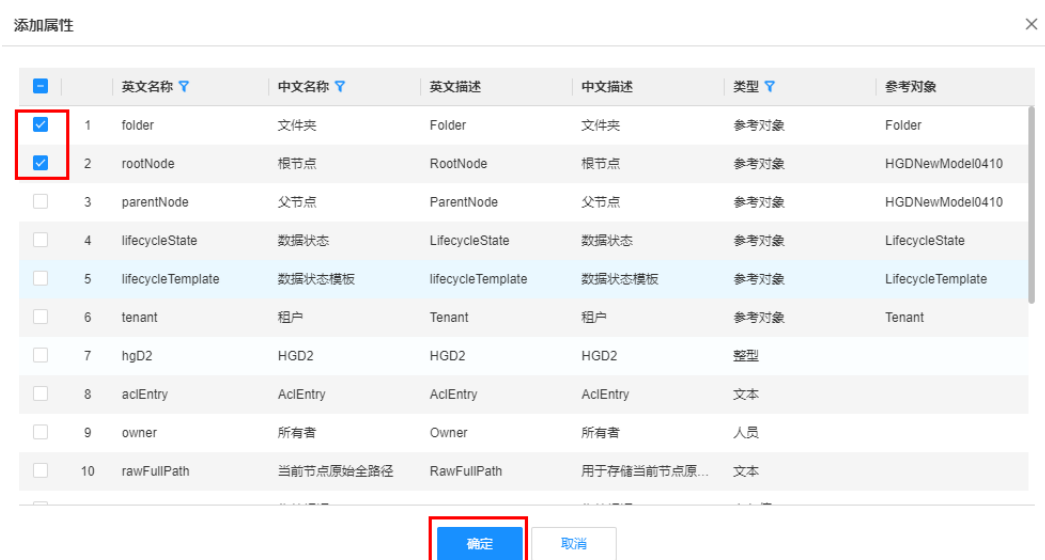 添加属性
英文名称 中文名称 英文描述 中文描述 类型 参考对象
1 folder 文件夹 Folder 文件夹 参考对象 Folder
2 rootNode 根节点 RootNode 根节点 参考对象 HGDNewModel0410
3 parentNode 父节点 ParentNode 父节点 参考对象 HGDNewModel0410
4 lifecycleState 数据状态 LifecycleState 数据状态 参考对象 LifecycleState
5 lifecycleTemplate 数据状态模板 lifecycleTemplate 数据状态模板 参考对象 LifecycleTemplate
6 tenant 租户 Tenant 租户 参考对象 Tenant
7 hgD2 HGD2 HGD2 HGD2 整型
8 aclEntry AclEntry AclEntry AclEntry 文本
9 owner 所有者 Owner 所有者 人员
10 rawFullPath 当前节点原始全路径 RawFullPath 用于存储当前节点原... 文本
确定 取消